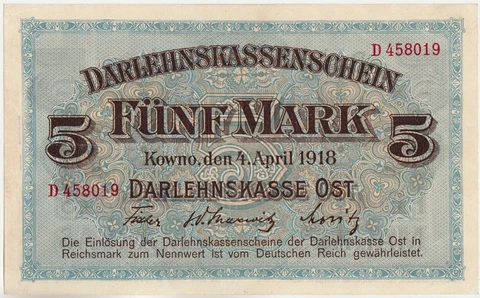 D 458019
DARLEHNSKASSENSCHEIN
5 FÜNF MARK 5
Kowno, den 4. April 1918
D 458019 DARLEHNSKASSE OST
Die Einlösung der Darlehnskassenscheine der Darlehnskasse Ost in
Reichsmark zum Nennwert ist vom Deutschen Reich gewährleistet.